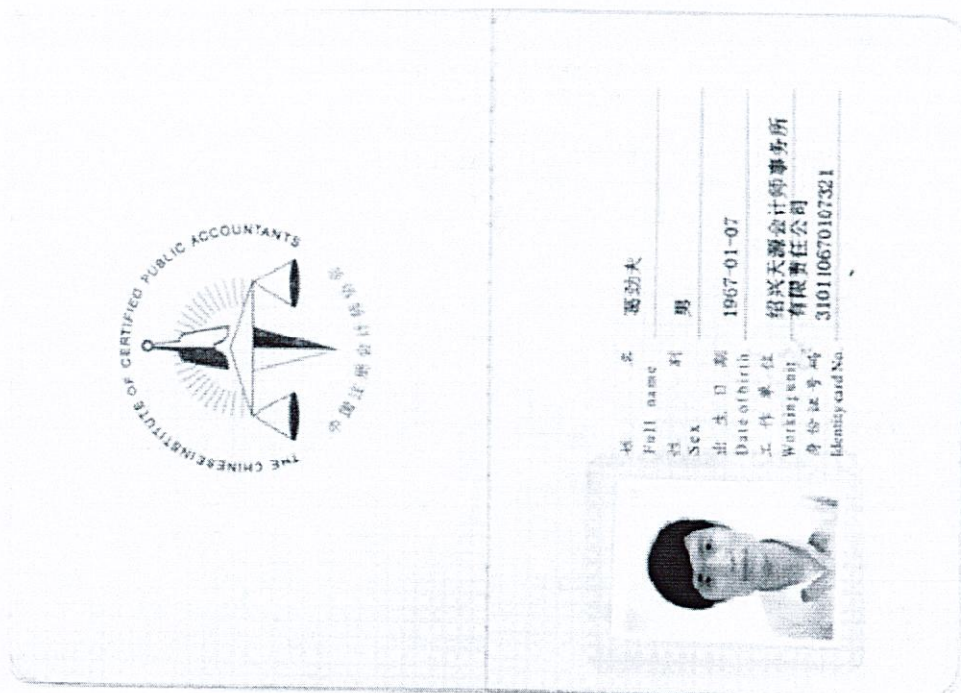 THE CHINESE INSTITUTE OF CERTIFIED PUBLIC ACCOUNTANTS
中国注册会计师协会
姓 名 葛劲夫
Full name
性 别 男
Sex
出生日期 1967-01-07
Date of birth
工作单位 绍兴天源会计师事务所
Working unit 有限责任公司
身份证号码 310110670107321
Identity card No.